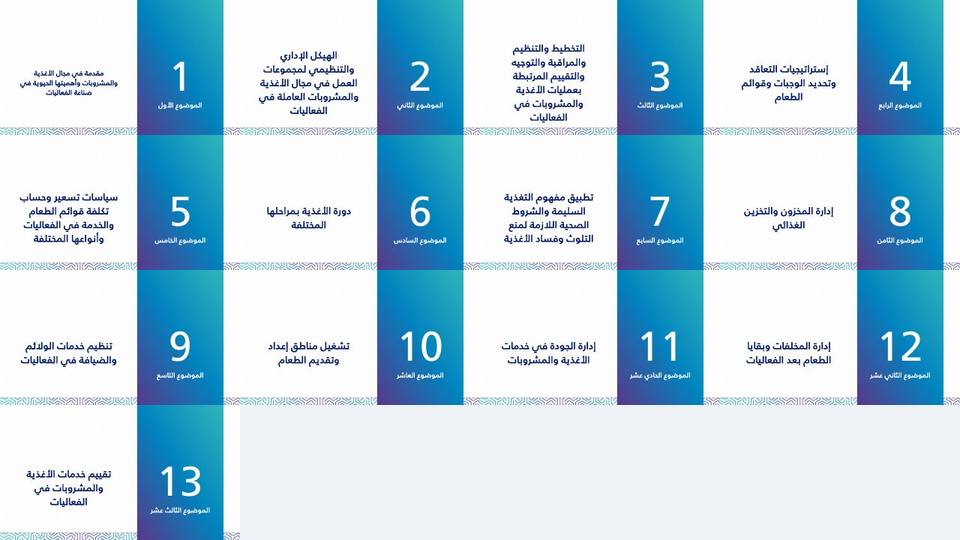 1
الموضوع الأول
مقدمة في مجال الأغذية
والمشروبات وأهميتها الحيوية في
صناعة الفعاليات
2
الموضوع الثاني
الهيكل الإداري
والتنظيمي لمجموعات
العمل في مجال الأغذية
والمشروبات العاملة في
الفعاليات
3
الموضوع الثالث
التخطيط والتنظيم
والمراقبة والتوجيه
والتقييم المرتبطة
بعمليات الأغذية
والمشروبات في
الفعاليات
4
الموضوع الرابع
إستراتيجيات التعاقد
وتحديد الوجبات وقوائم
الطعام
5
الموضوع الخامس
سياسات تسعير وحساب
تكلفة قوائم الطعام
والخدمة في الفعاليات
وأنواعها المختلفة
6
الموضوع السادس
دورة الأغذية بمراحلها
المختلفة
7
الموضوع السابع
تطبيق مفهوم التغذية
السليمة والشروط
الصحية اللازمة لمنع
التلوث وفساد الأغذية
8
الموضوع الثامن
إدارة المخزون والتخزين
الغذائي
9
الموضوع التاسع
تنظيم خدمات الولائم
والضيافة في الفعاليات
10
الموضوع العاشر
تشغيل مناطق إعداد
وتقديم الطعام
11
الموضوع الحادي عشر
إدارة الجودة في خدمات
الأغذية والمشروبات
12
الموضوع الثاني عشر
إدارة المخلفات وبقايا
الطعام بعد الفعاليات
13
الموضوع الثالث عشر
تقييم خدمات الأغذية
والمشروبات في
الفعاليات